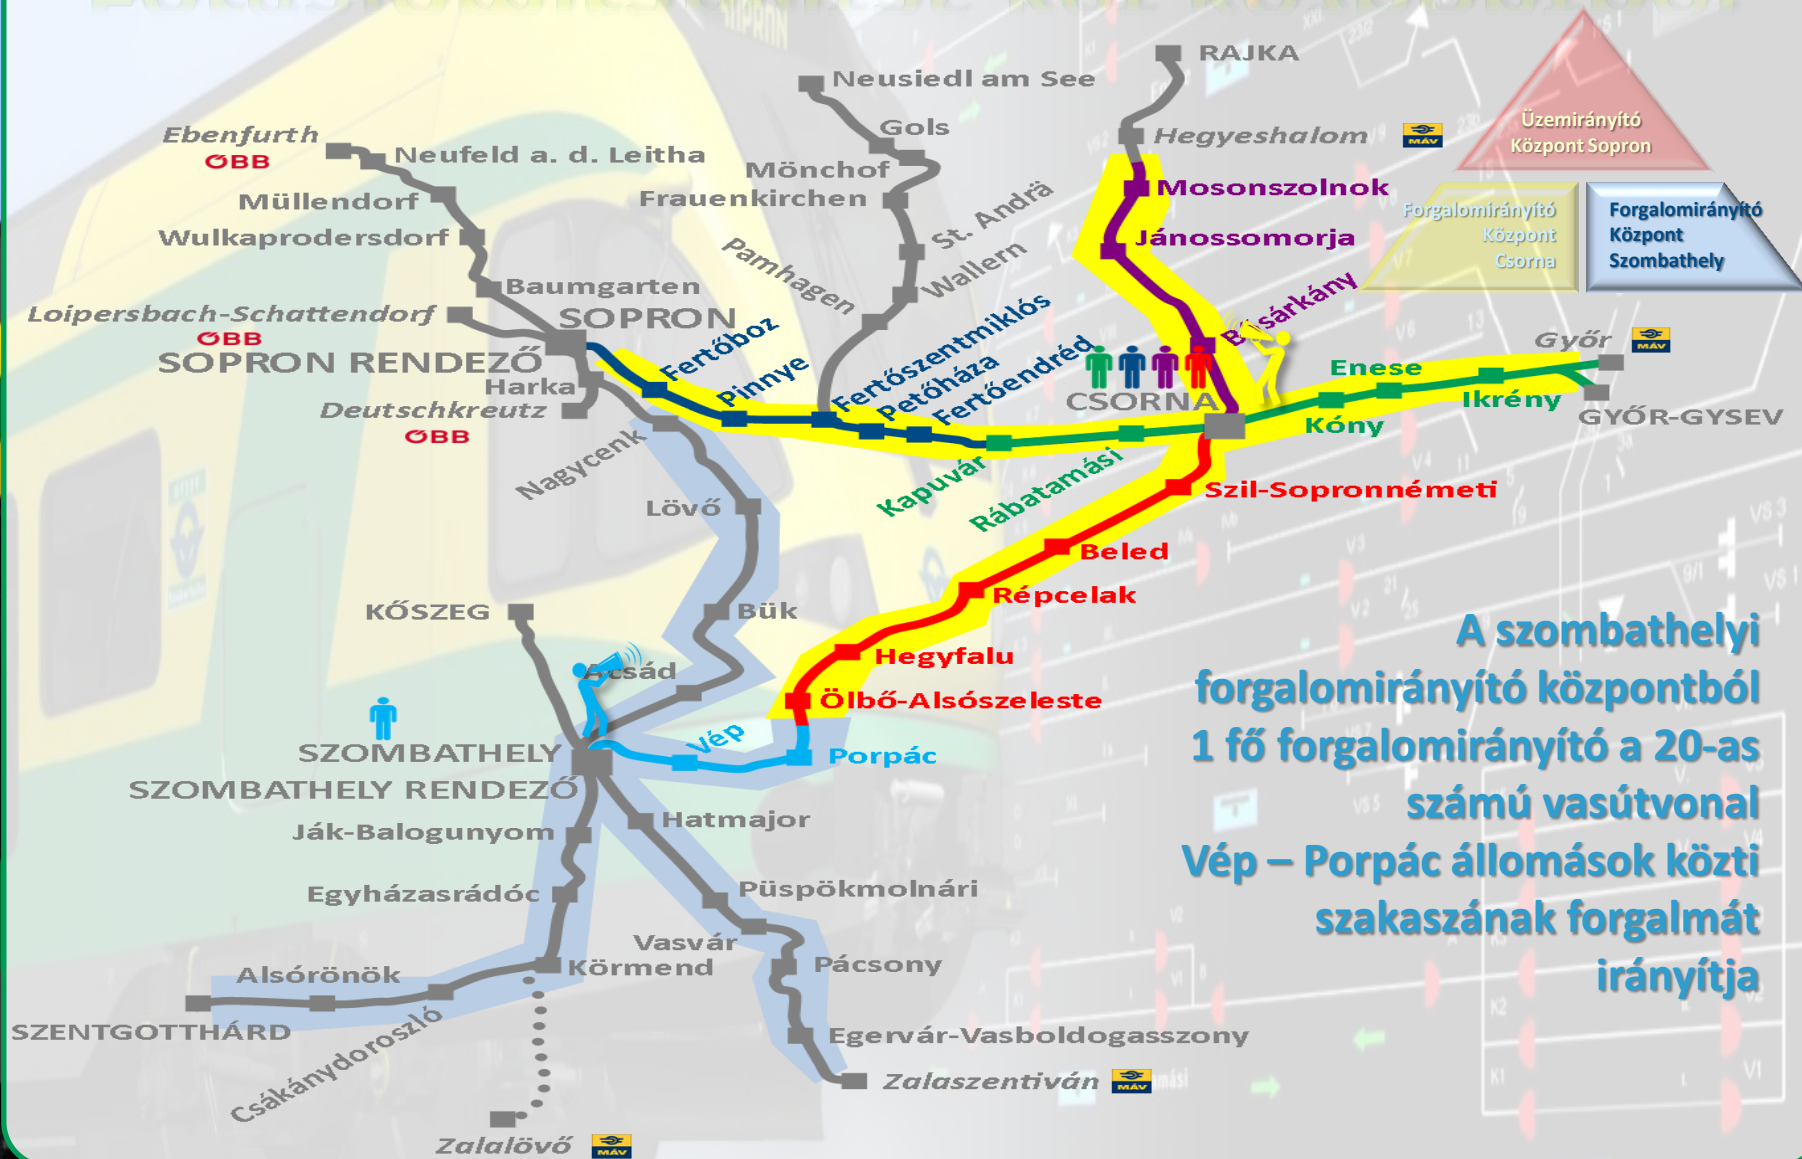 RAJKA
Neusiedl am See
Gols
Hegyeshalom
MÁV
Üzemirányító
Központ Sopron
Ebenfurth
ÖBB
Neufeld a. d. Leitha
Mönchof
Frauenkirchen
Müllendorf
Mosonszolnok
Forgalomirányító
Központ
Csorna
Forgalomirányító
Központ
Szombathely
Wulkaprodersdorf
St. Andrä
Jánossomorja
Pamhagen
Wallern
Baumgarten
Loipersbach-Schattendorf
ÖBB
SOPRON
SOPRON RENDEZŐ
Fertőboz
Pinnye
Fertőszentmiklós
Petőháza
Fertőendréd
Győr
MÁV
Harka
Deutschkreutz
ÖBB
CSORNA
Enese
Ikrény
Kóny
GYŐR-GYSEV
Nagycenk
Kapuvár
Rábatamási
Szil-Sopronnémeti
Lövő
Beled
Répcelak
KŐSZEG
Bük
Hegyfalu
Acsád
Ölbő-Alsószeleste
SZOMBATHELY
SZOMBATHELY RENDEZŐ
Vép
Porpác
A szombathelyi
forgalomirányító központból
1 fő forgalomirányító a 20-as
számú vasútvonal
Vép – Porpác állomások közti
szakaszának forgalmát
irányítja
Ják-Balogunyom
Hatmajor
Egyházasrádóc
Püspökmolnári
Vasvár
Körmend
Pácsony
Alsórönök
SZENTGOTTHÁRD
Csákánydoroszló
Egervár-Vasboldogasszony
Zalaszentiván
MÁV
Zalalövő
MÁV